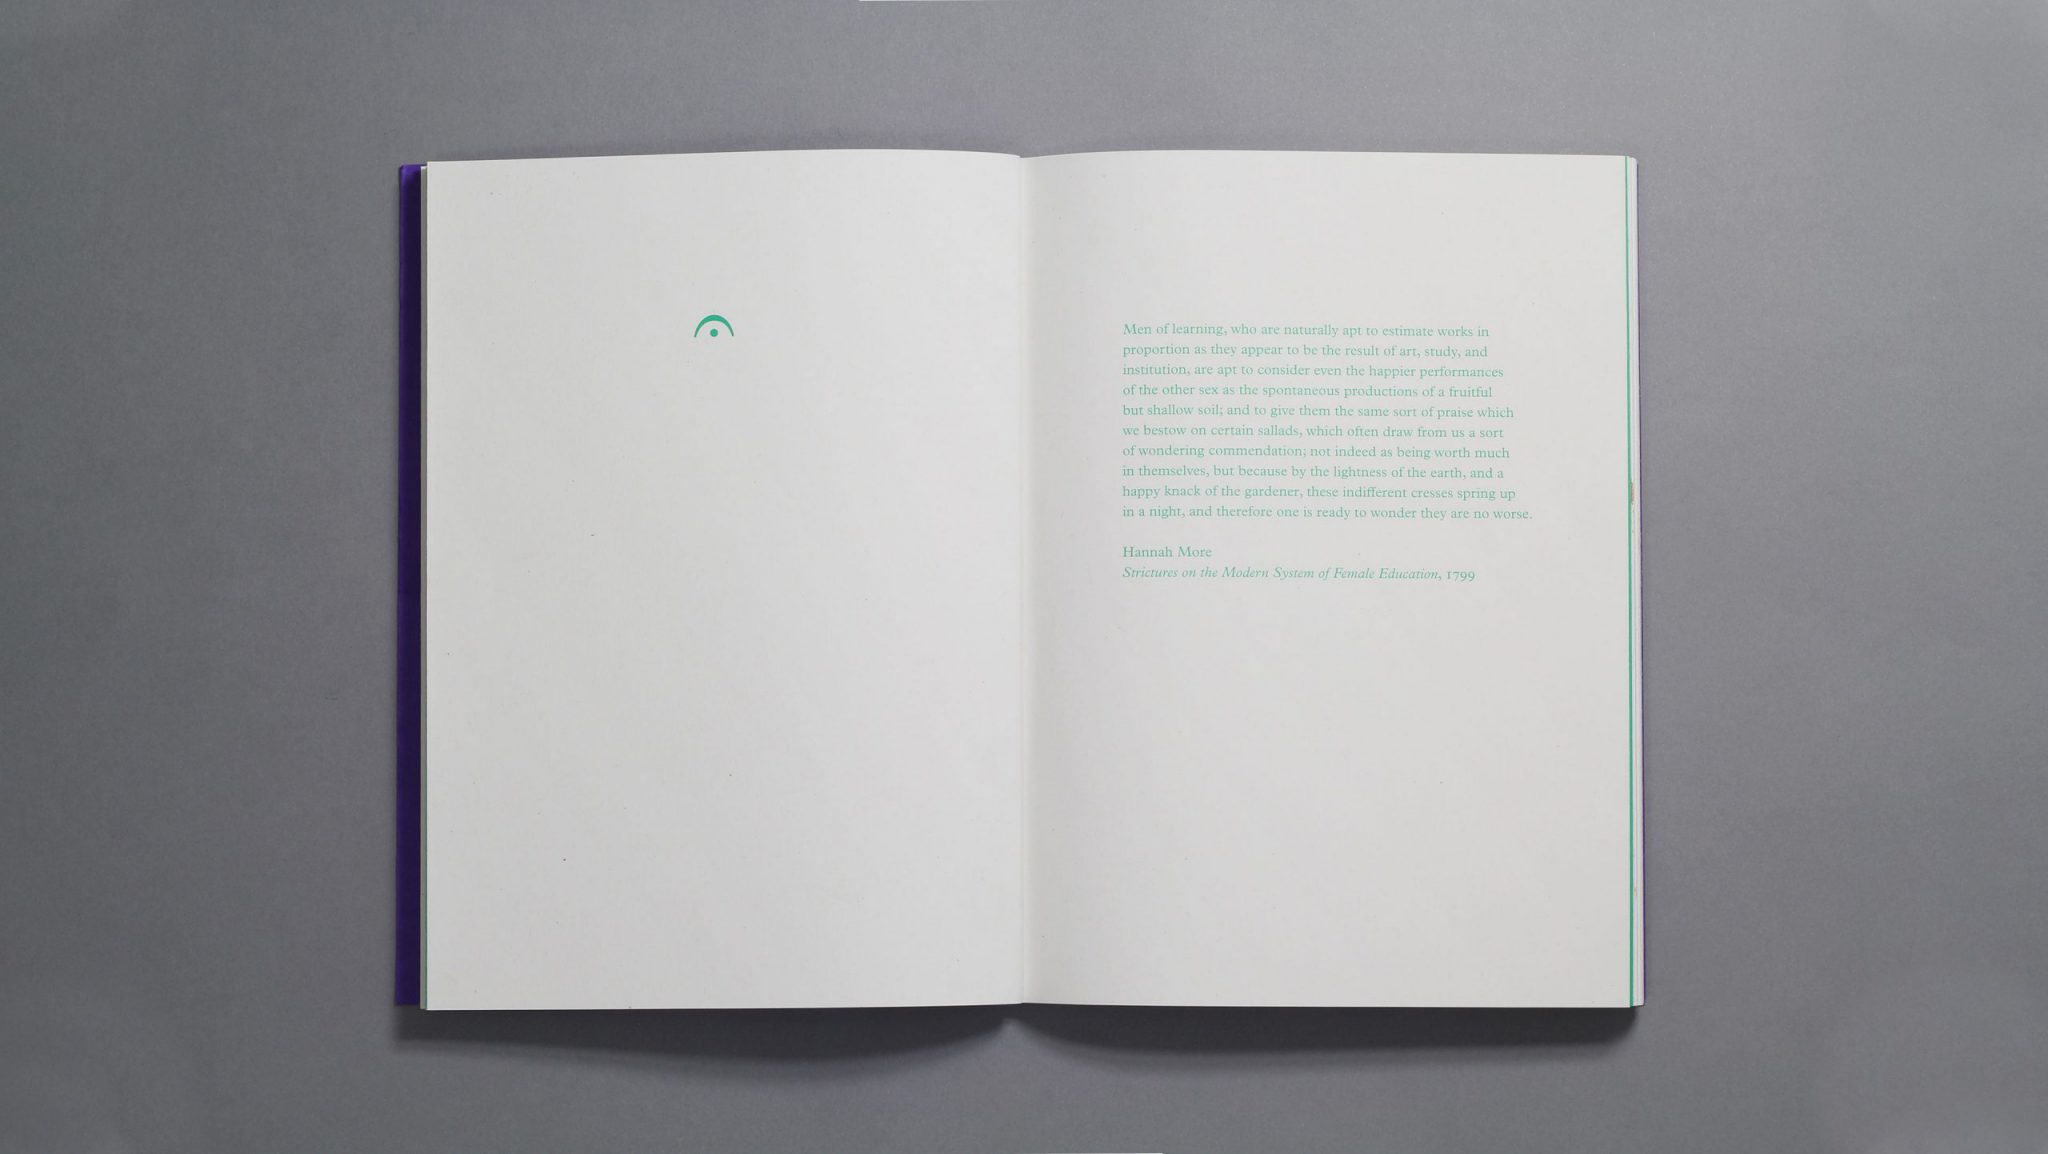 Men of learning, who are naturally apt to estimate works in
proportion as they appear to be the result of art, study, and
institution, are apt to consider even the happier performances
of the other sex as the spontaneous productions of a fruitful
but shallow soil; and to give them the same sort of praise which
we bestow on certain sallads, which often draw from us a sort
of wondering commendation; not indeed as being worth much
in themselves, but because by the lightness of the earth, and a
happy knack of the gardener, these indifferent cresses spring up
in a night, and therefore one is ready to wonder they are no worse.
Hannah More
Strictures on the Modern System of Female Education, 1799